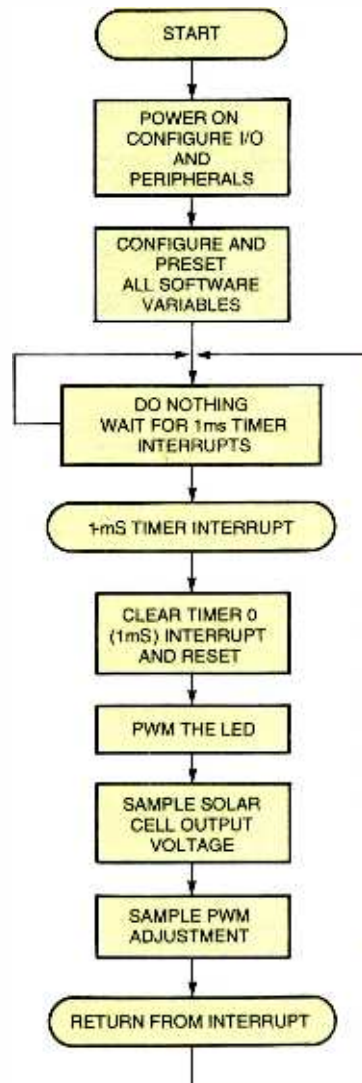 START
POWER ON
CONFIGURE I/O
AND
PERIPHERALS
CONFIGURE AND
PRESET
ALL SOFTWARE
VARIABLES
DO NOTHING
WAIT FOR 1ms TIMER
INTERRUPTS
1-mS TIMER INTERRUPT
CLEAR TIMER 0
(1mS) INTERRUPT
AND RESET
PWM THE LED
SAMPLE SOLAR
CELL OUTPUT
VOLTAGE
SAMPLE PWM
ADJUSTMENT
RETURN FROM INTERRUPT